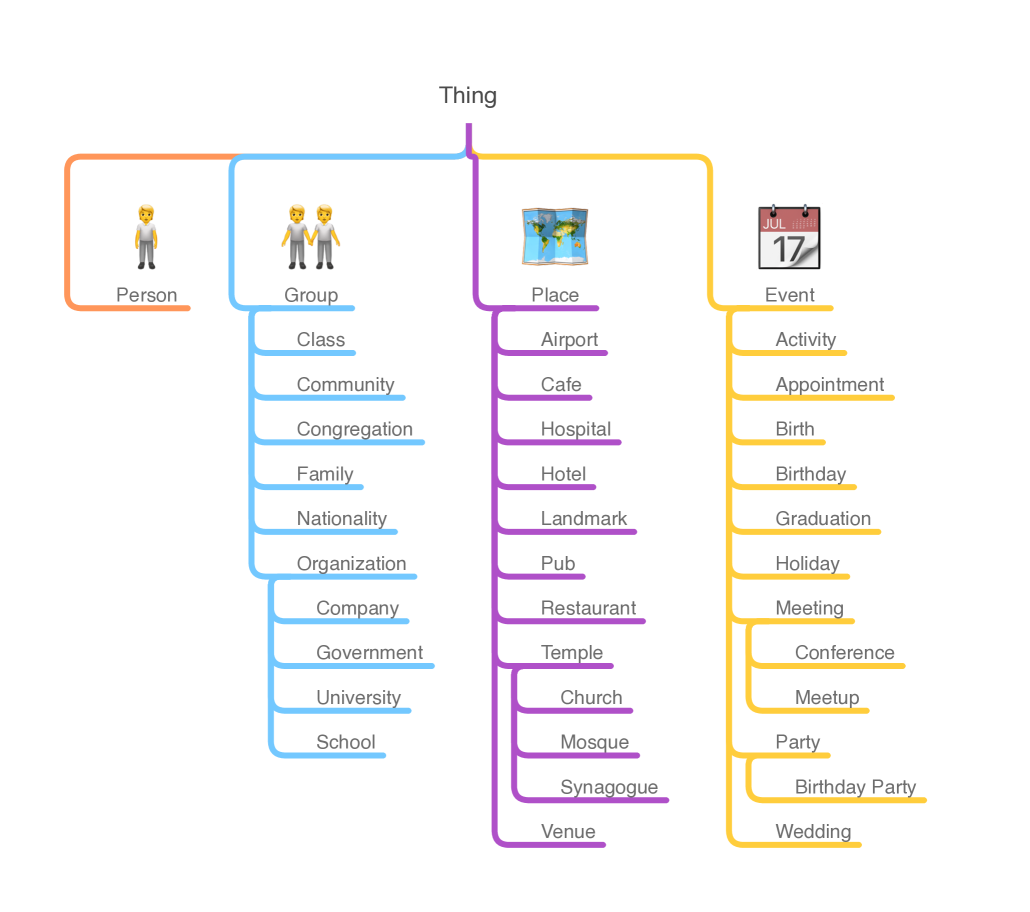 Thing
Person
Group
Class
Community
Congregation
Family
Nationality
Organization
Company
Government
University
School
Place
Airport
Cafe
Hospital
Hotel
Landmark
Pub
Restaurant
Temple
Church
Mosque
Synagogue
Venue
JUL
17
Event
Activity
Appointment
Birth
Birthday
Graduation
Holiday
Meeting
Conference
Meetup
Party
Birthday Party
Wedding